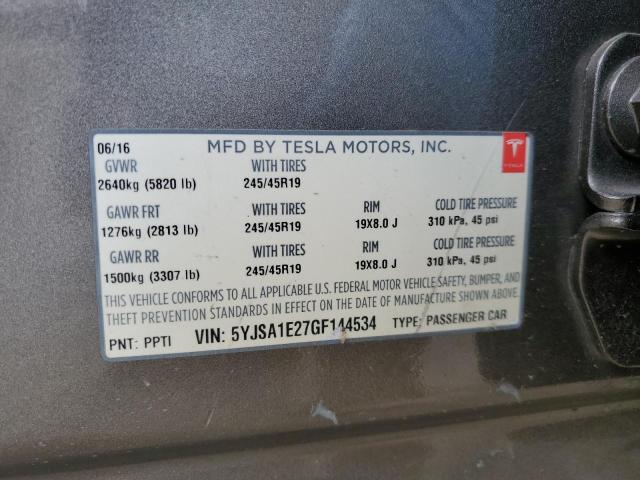 06/16 MFD BY TESLA MOTORS, INC.
GVWR WITH TIRES
2640kg (5820 lb) 245/45R19
GAWR FRT WITH TIRES RIM COLD TIRE PRESSURE
1276kg (2813 lb) 245/45R19 19X8.0 J 310 kPa, 45 psi
GAWR RR WITH TIRES RIM COLD TIRE PRESSURE
1500kg (3307 lb) 245/45R19 19X8.0 J 310 kPa, 45 psi
THIS VEHICLE CONFORMS TO ALL APPLICABLE U.S. FEDERAL MOTOR VEHICLE SAFETY, BUMPER, AND
THEFT PREVENTION STANDARDS IN EFFECT ON THE DATE OF MANUFACTURE SHOWN ABOVE.
PNT: PPTI VIN: 5YJSA1E27GF144534 TYPE: PASSENGER CAR